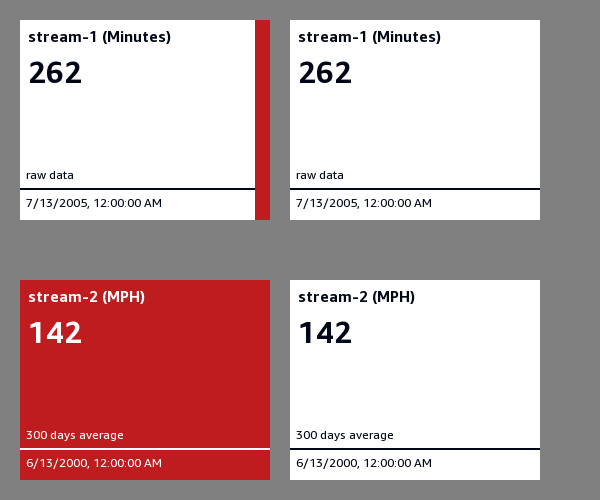 stream-1 (Minutes)
262
raw data
7/13/2005, 12:00:00 AM
stream-1 (Minutes)
262
raw data
7/13/2005, 12:00:00 AM
stream-2 (MPH)
142
300 days average
6/13/2000, 12:00:00 AM
stream-2 (MPH)
142
300 days average
6/13/2000, 12:00:00 AM